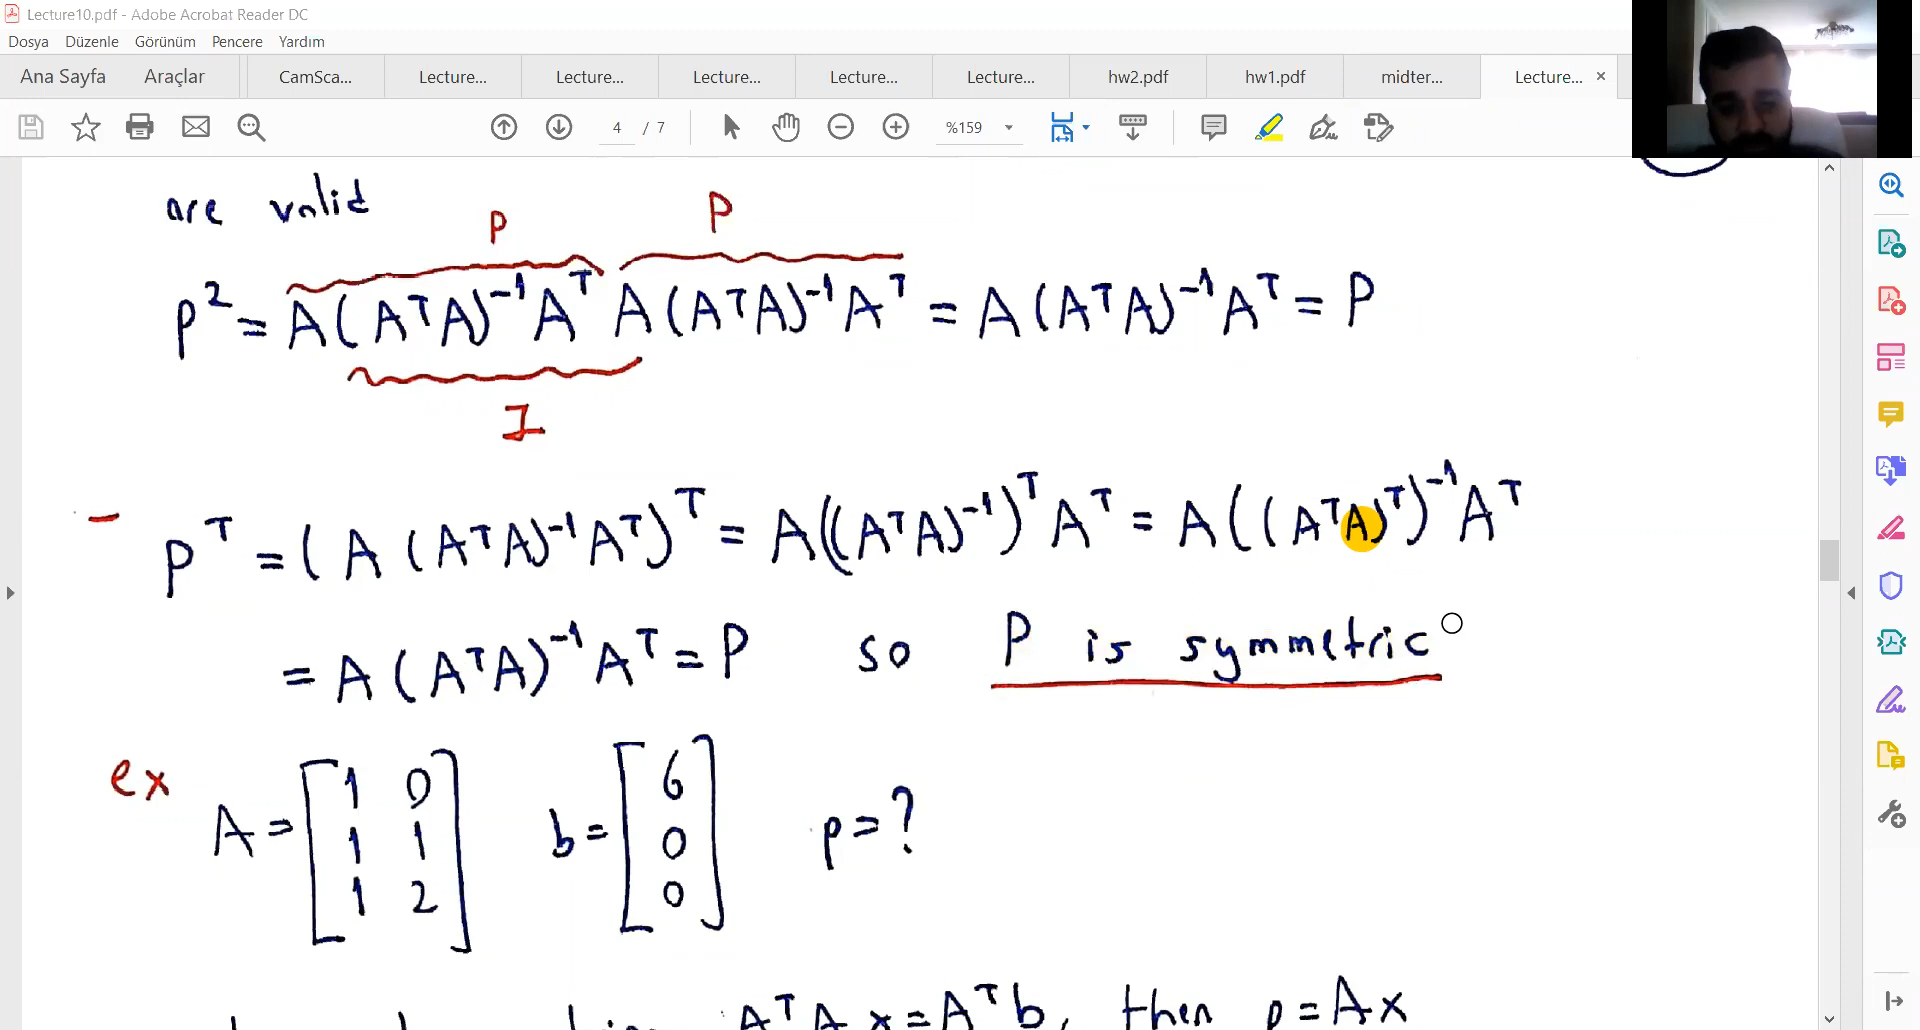 Lecture10.pdf - Adobe Acrobat Reader DC
Dosya Düzenle Görünüm Pencere Yardım
Ana Sayfa Araçlar CamSca... Lecture... Lecture... Lecture... Lecture... Lecture... hw2.pdf hw1.pdf midter... Lecture... ×
4 / 7 %159
are valid
P P
P² = A(AᵀA)⁻¹Aᵀ A(AᵀA)⁻¹Aᵀ = A(AᵀA)⁻¹Aᵀ = P
I
- Pᵀ = (A(AᵀA)⁻¹Aᵀ)ᵀ = A((AᵀA)⁻¹)ᵀAᵀ = A((AᵀA)ᵀ)⁻¹Aᵀ
= A(AᵀA)⁻¹Aᵀ = P so P is symmetric
ex A = [1 0 b = [6 p = ?
1 1 0
1 2] 0]
AᵀA x = Aᵀb, then p = Ax